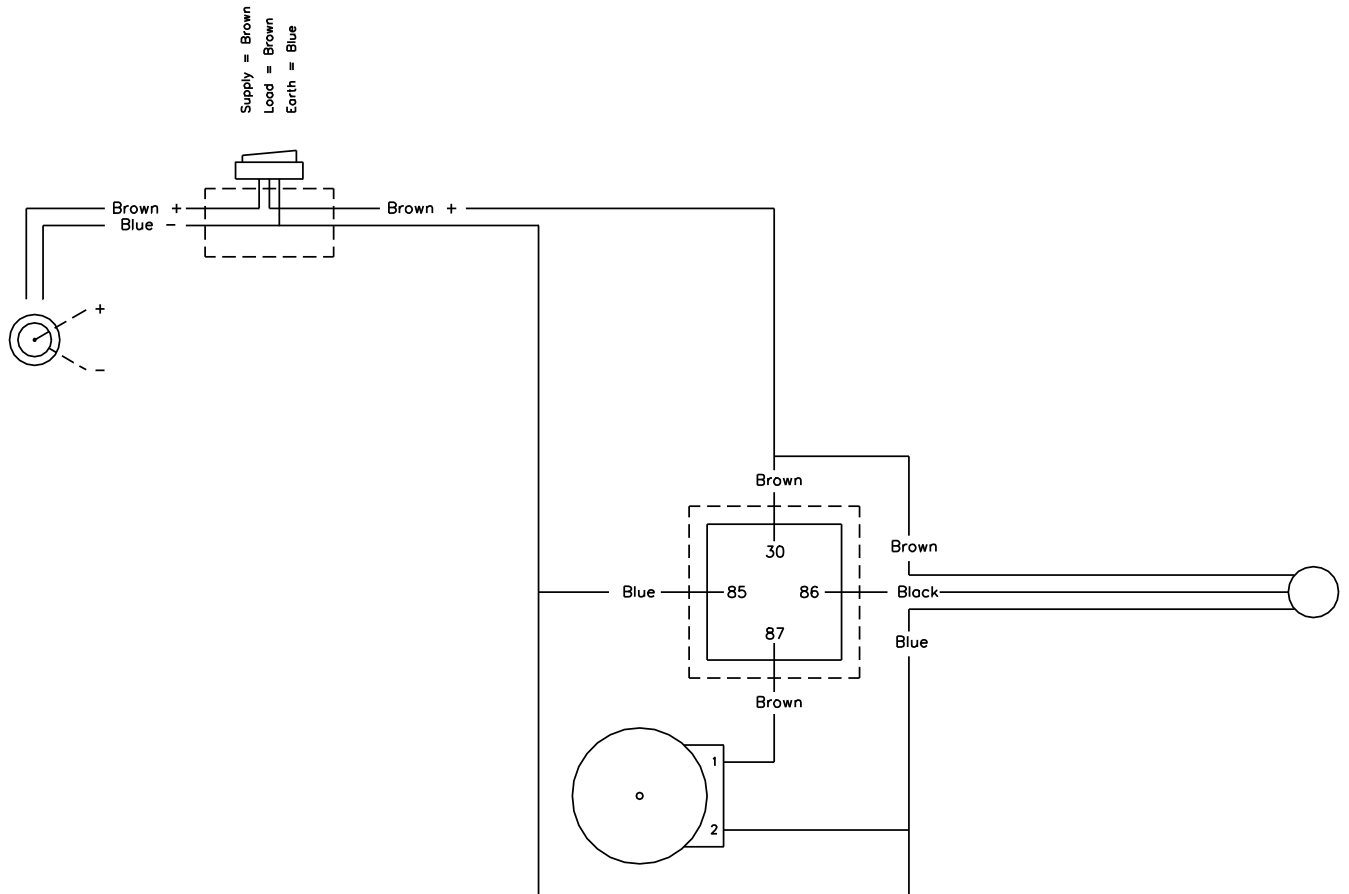 Supply = Brown
Load = Brown
Earth = Blue
Brown + Brown +
Blue -
+
-
Brown
30
Brown
Blue 85 86 Black
87
Blue
Brown
1
2